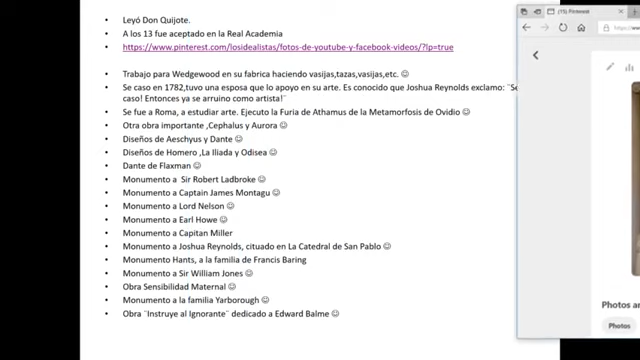 Leyó Don Quijote.
A los 13 fue aceptado en la Real Academia
https://www.pinterest.com/losidealistas/fotos-de-youtube-y-facebook-videos/?lp=true
Trabajo para Wedgewood en su fabrica haciendo vasijas,tazas,vasijas,etc.☺
Se caso en 1782,tuvo una esposa que lo apoyo en su arte. Es conocido que Joshua Reynolds exclamo: ¨Se
caso! Entonces ya se arruino como artista!¨
Se fue a Roma, a estudiar arte. Ejecuto la Furia de Athamus de la Metamorfosis de Ovidio☺
Otra obra importante ,Cephalus y Aurora☺
Diseños de Aeschyus y Dante☺
Diseños de Homero ,La Iliada y Odisea☺
Dante de Flaxman☺
Monumento a Sir Robert Ladbroke☺
Monumento a Captain James Montagu☺
Monumento a Lord Nelson☺
Monumento a Earl Howe☺
Monumento a Capitan Miller
Monumento a Joshua Reynolds, cituado en La Catedral de San Pablo☺
Monumento Hants, a la familia de Francis Baring
Monumento a Sir William Jones☺
Obra Sensibilidad Maternal☺
Monumento a la familia Yarborough☺
Obra ¨Instruye al Ignorante¨ dedicado a Edward Balme☺
(15) Pinterest
Photos ar
Photos